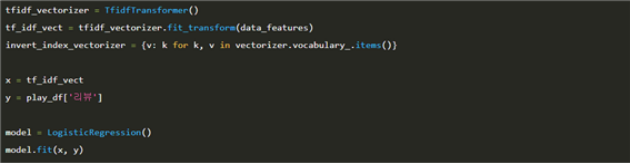 tfidf_vectorizer = TfidfTransformer()
tf_idf_vect = tfidf_vectorizer.fit_transform(data_features)
invert_index_vectorizer = {v: k for k, v in vectorizer.vocabulary_.items()}
x = tf_idf_vect
y = play_df['리뷰']
model = LogisticRegression()
model.fit(x, y)